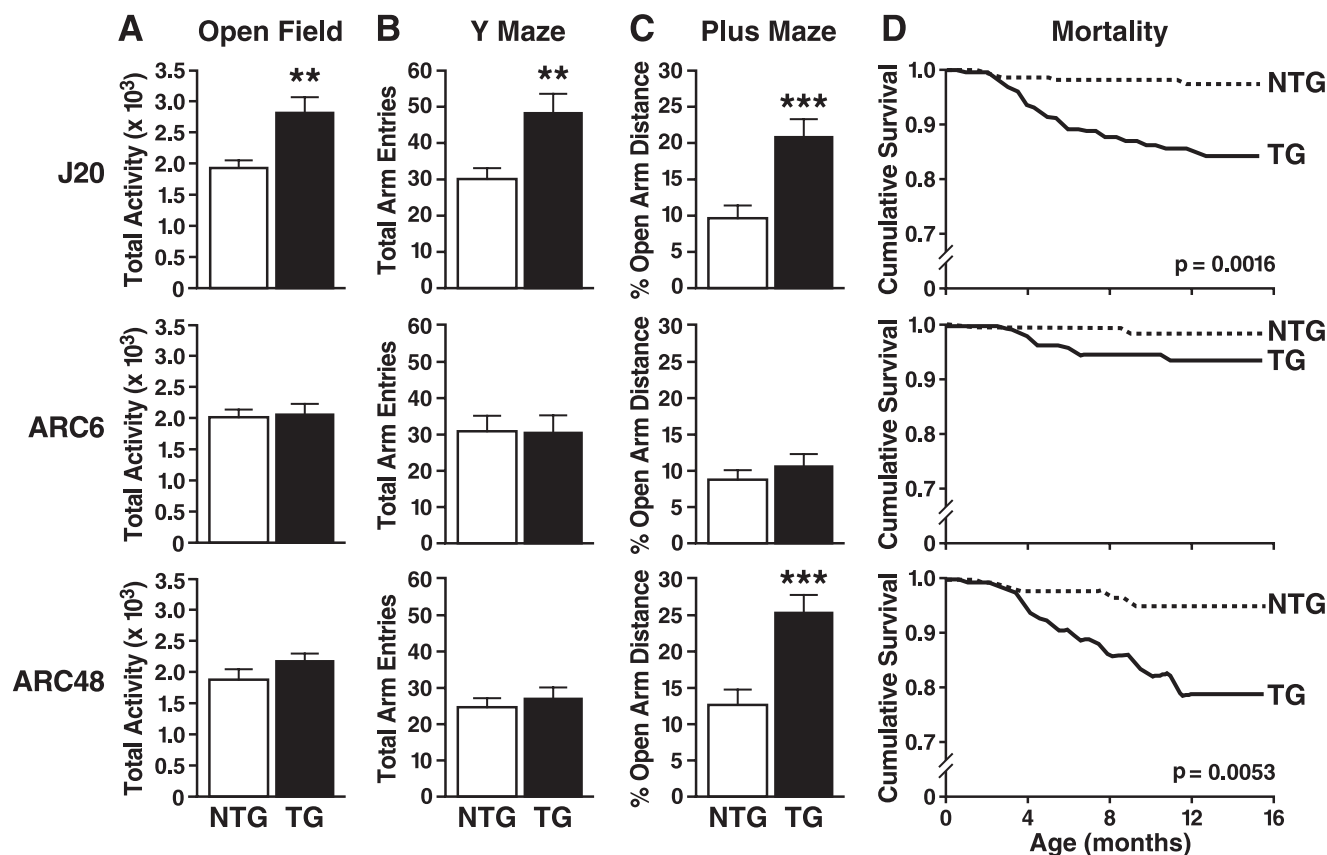 A Open Field B Y Maze C Plus Maze D Mortality
J20
Total Activity (x 10³)
3.5
3.0
2.5
2.0
1.5
1.0
0.5
0
**
Total Arm Entries
60
50
40
30
20
10
0
**
% Open Arm Distance
30
25
20
15
10
5
0
***
Cumulative Survival
1.0
0.9
0.8
0.7
0
NTG
TG
p = 0.0016
ARC6
Total Activity (x 10³)
3.5
3.0
2.5
2.0
1.5
1.0
0.5
0
Total Arm Entries
60
50
40
30
20
10
0
% Open Arm Distance
30
25
20
15
10
5
0
Cumulative Survival
1.0
0.9
0.8
0.7
0
NTG
TG
ARC48
Total Activity (x 10³)
3.5
3.0
2.5
2.0
1.5
1.0
0.5
0
NTG TG
Total Arm Entries
60
50
40
30
20
10
0
NTG TG
% Open Arm Distance
30
25
20
15
10
5
0
***
NTG TG
Cumulative Survival
1.0
0.9
0.8
0.7
0
NTG
TG
p = 0.0053
0 4 8 12 16
Age (months)